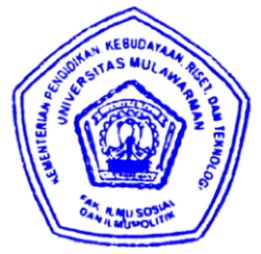 KEMENTERIAN PENDIDIKAN KEBUDAYAAN, RISET, DAN TEKNOLOGI
UNIVERSITAS MULAWARMAN
FAK. ILMU SOSIAL
DAN ILMU POLITIK